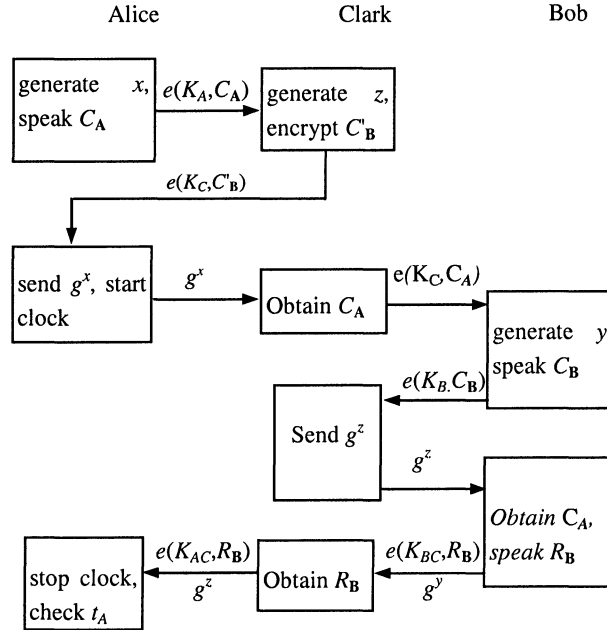 Alice Clark Bob
generate x,
speak C_A
e(K_A,C_A)
generate z,
encrypt C'_B
e(K_C,C'_B)
send g^x, start
clock
g^x
Obtain C_A
e(K_C,C_A)
generate y
speak C_B
e(K_B.C_B)
Send g^z
g^z
Obtain C_A,
speak R_B
e(K_BC,R_B)
g^y
Obtain R_B
e(K_AC,R_B)
g^z
stop clock,
check t_A